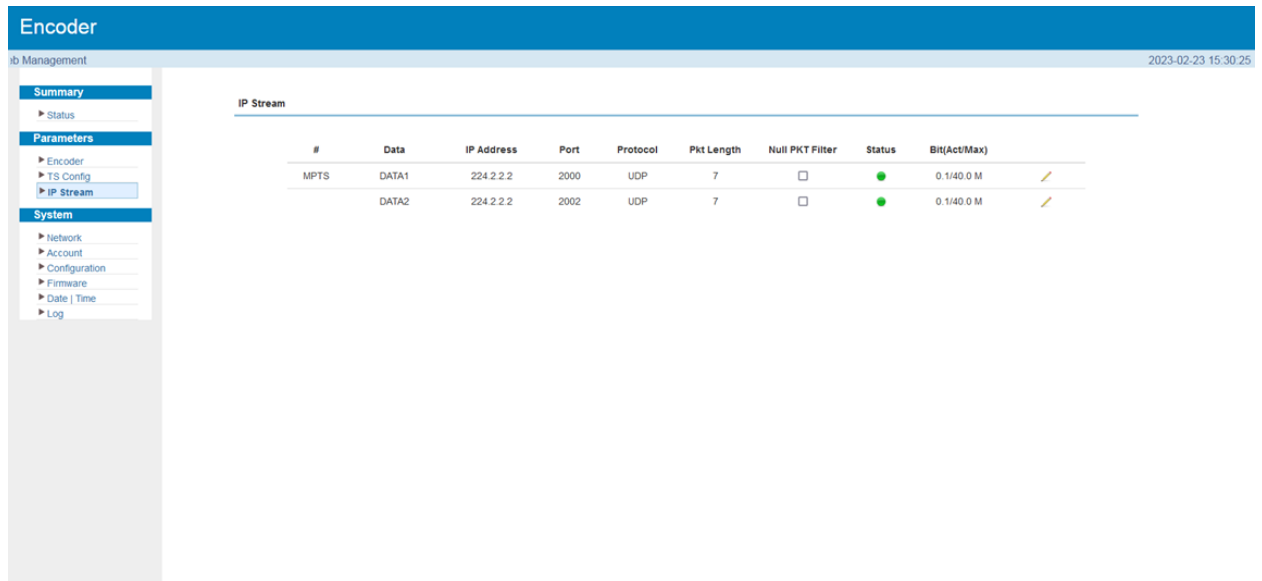 Encoder
b Management 2023-02-23 15:30:25
Summary
Status
Parameters
Encoder
TS Config
IP Stream
System
Network
Account
Configuration
Firmware
Date | Time
Log
IP Stream
# Data IP Address Port Protocol Pkt Length Null PKT Filter Status Bit(Act/Max)
MPTS DATA1 224.2.2.2 2000 UDP 7 0.1/40.0 M
DATA2 224.2.2.2 2002 UDP 7 0.1/40.0 M